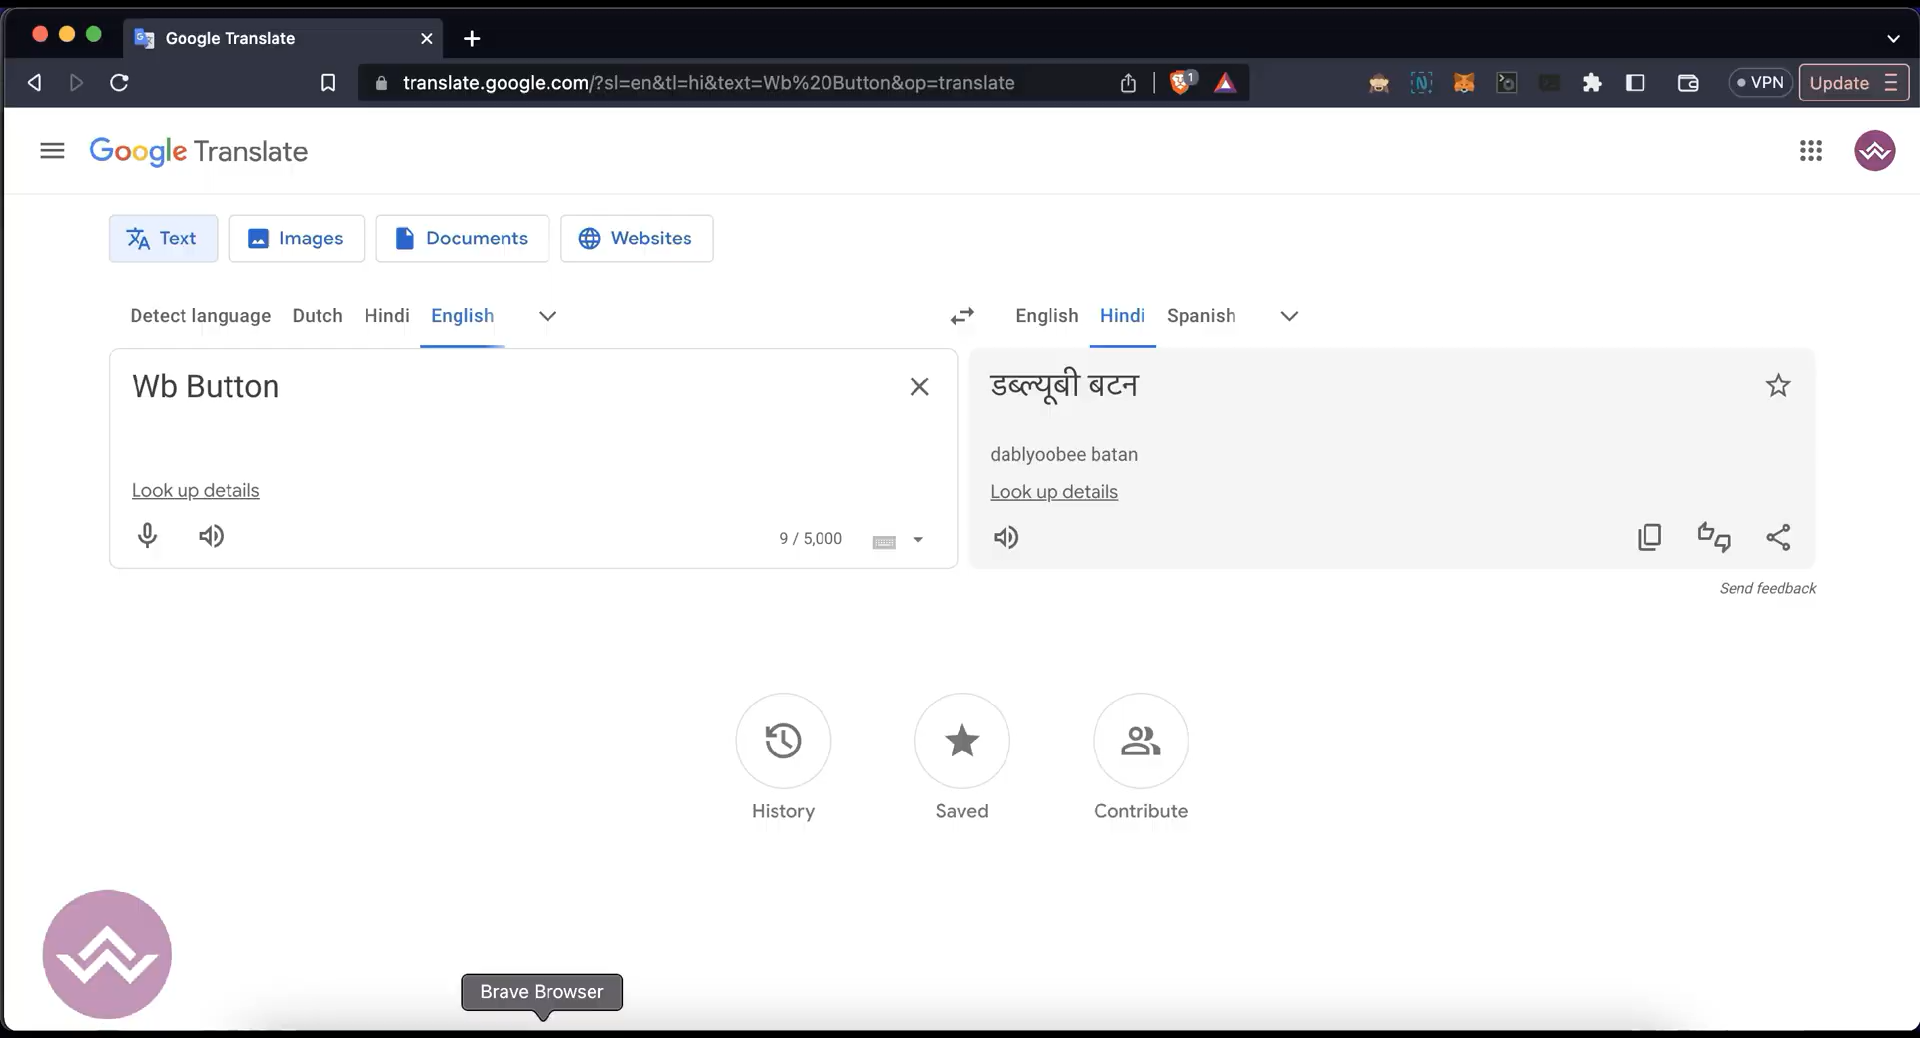 Google Translate
translate.google.com/?sl=en&tl=hi&text=Wb%20Button&op=translate
1
VPN
Update
Google Translate
Text
Images
Documents
Websites
Detect language
Dutch
Hindi
English
English
Hindi
Spanish
Wb Button
Look up details
9 / 5,000
डब्ल्यूबी बटन
dablyoobee batan
Look up details
Send feedback
History
Saved
Contribute
Brave Browser